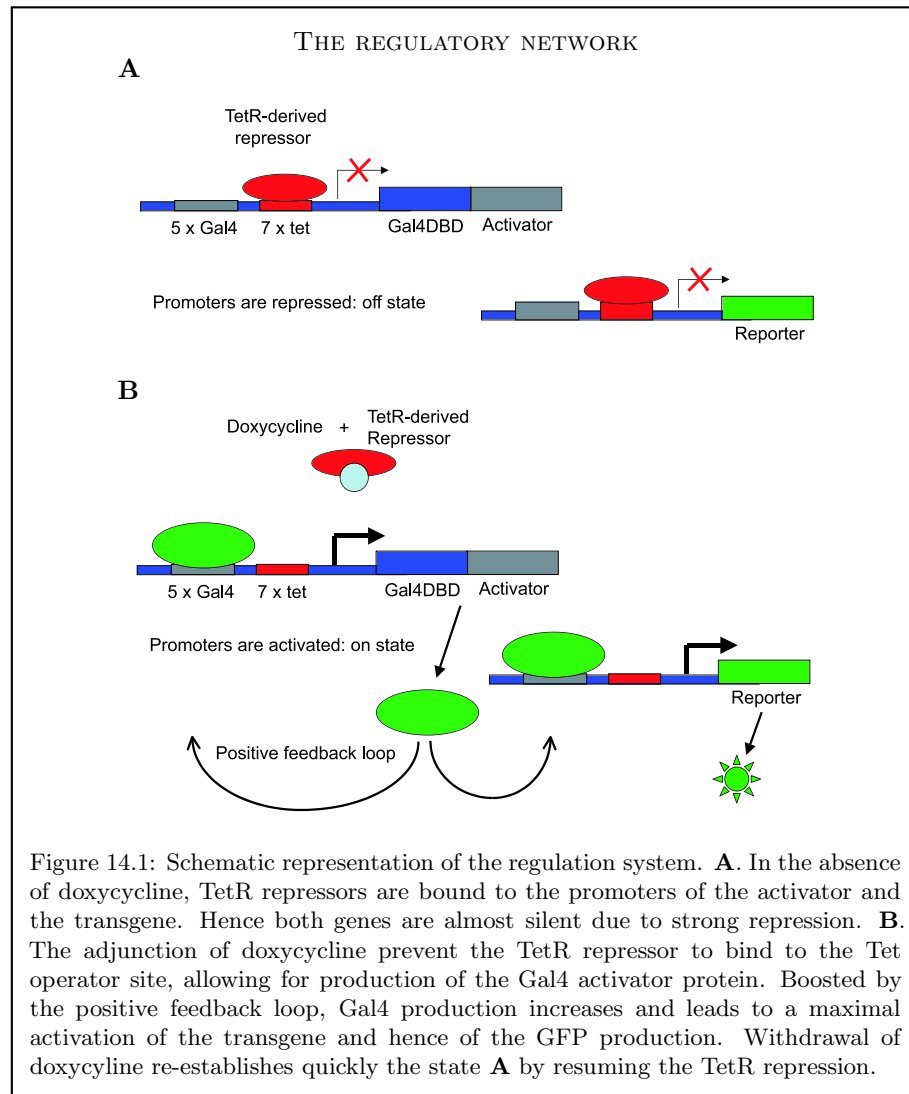 THE REGULATORY NETWORK
A
TetR-derived
repressor
5 x Gal4
7 x tet
Gal4DBD
Activator
Promoters are repressed: off state
Reporter
B
Doxycycline + TetR-derived
Repressor
5 x Gal4
7 x tet
Gal4DBD
Activator
Promoters are activated: on state
Reporter
Positive feedback loop
Figure 14.1: Schematic representation of the regulation system. A. In the absence
of doxycycline, TetR repressors are bound to the promoters of the activator and
the transgene. Hence both genes are almost silent due to strong repression. B.
The adjunction of doxycycline prevent the TetR repressor to bind to the Tet
operator site, allowing for production of the Gal4 activator protein. Boosted by
the positive feedback loop, Gal4 production increases and leads to a maximal
activation of the transgene and hence of the GFP production. Withdrawal of
doxycyline re-establishes quickly the state A by resuming the TetR repression.